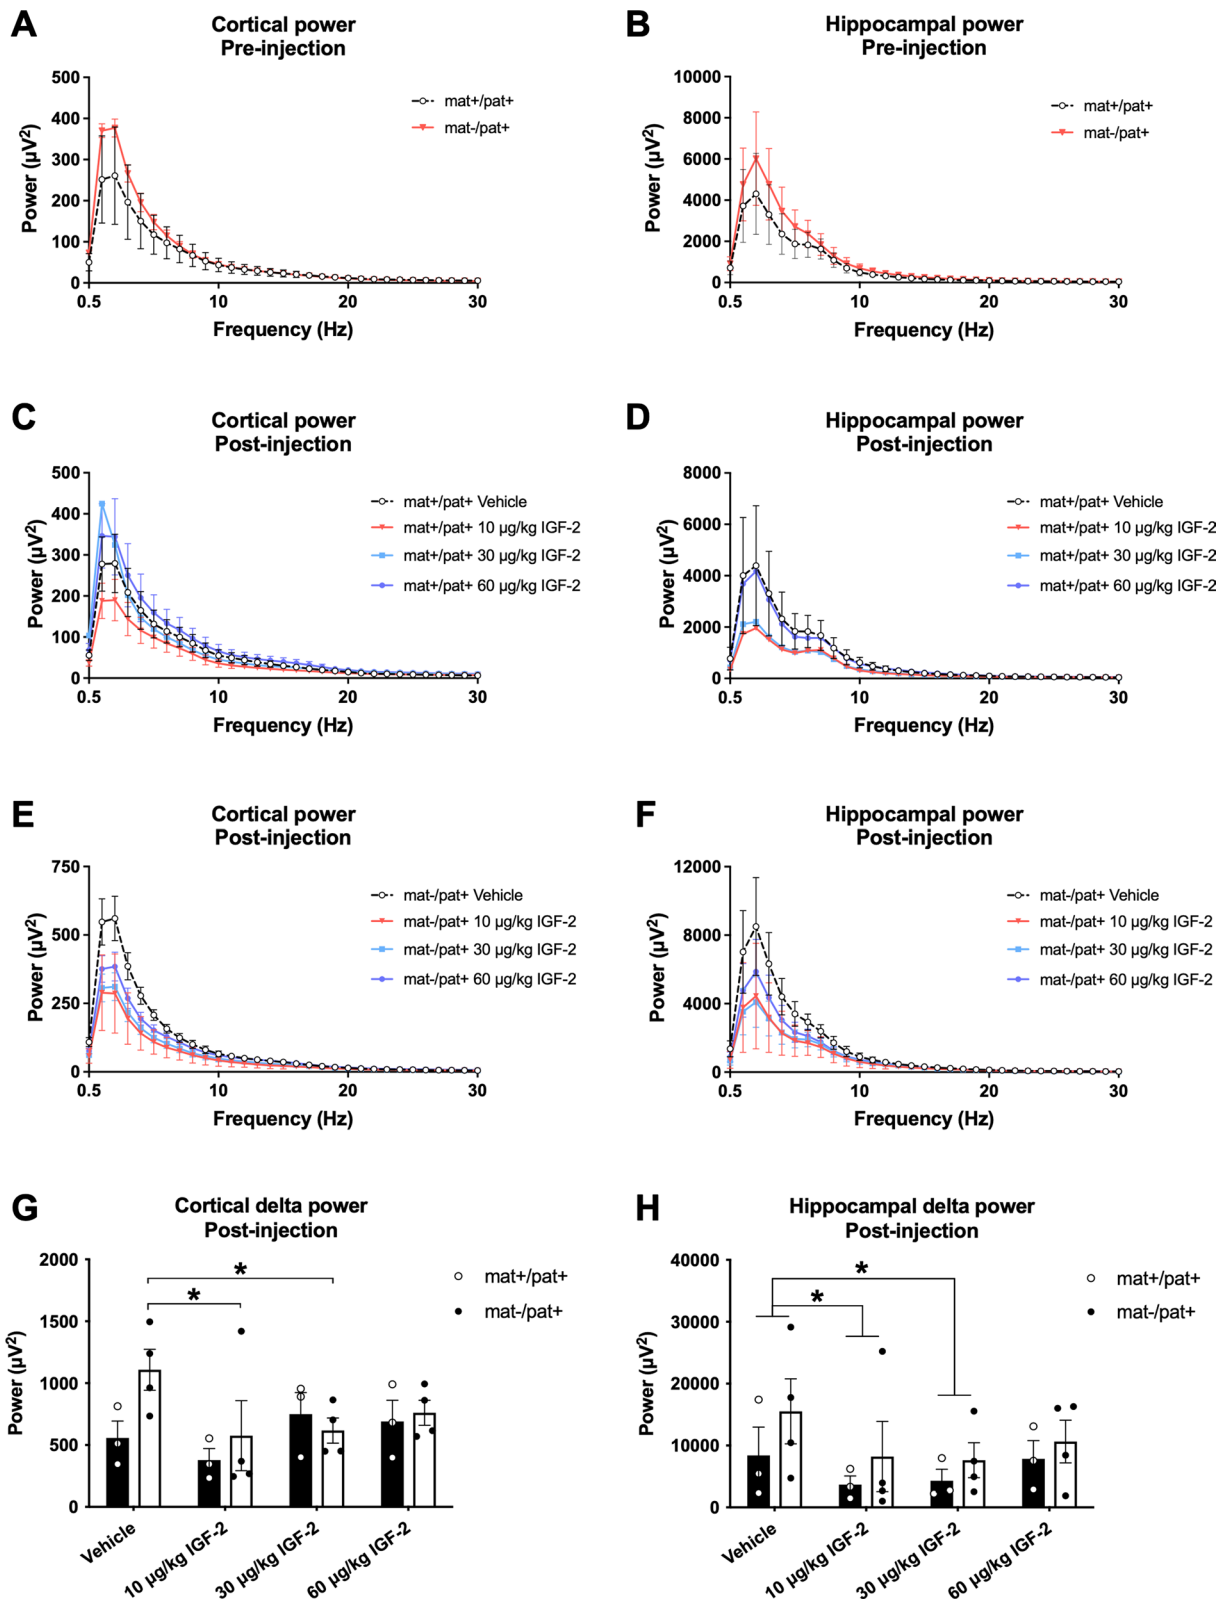 A
Cortical power
Pre-injection
Power (µV²)
500
400
300
200
100
0
0.5
10
20
30
Frequency (Hz)
mat+/pat+
mat-/pat+
B
Hippocampal power
Pre-injection
Power (µV²)
10000
8000
6000
4000
2000
0
0.5
10
20
30
Frequency (Hz)
mat+/pat+
mat-/pat+
C
Cortical power
Post-injection
Power (µV²)
500
400
300
200
100
0
0.5
10
20
30
Frequency (Hz)
mat+/pat+ Vehicle
mat+/pat+ 10 µg/kg IGF-2
mat+/pat+ 30 µg/kg IGF-2
mat+/pat+ 60 µg/kg IGF-2
D
Hippocampal power
Post-injection
Power (µV²)
8000
6000
4000
2000
0
0.5
10
20
30
Frequency (Hz)
mat+/pat+ Vehicle
mat+/pat+ 10 µg/kg IGF-2
mat+/pat+ 30 µg/kg IGF-2
mat+/pat+ 60 µg/kg IGF-2
E
Cortical power
Post-injection
Power (µV²)
750
500
250
0
0.5
10
20
30
Frequency (Hz)
mat-/pat+ Vehicle
mat-/pat+ 10 µg/kg IGF-2
mat-/pat+ 30 µg/kg IGF-2
mat-/pat+ 60 µg/kg IGF-2
F
Hippocampal power
Post-injection
Power (µV²)
12000
8000
4000
0
0.5
10
20
30
Frequency (Hz)
mat-/pat+ Vehicle
mat-/pat+ 10 µg/kg IGF-2
mat-/pat+ 30 µg/kg IGF-2
mat-/pat+ 60 µg/kg IGF-2
G
Cortical delta power
Post-injection
Power (µV²)
2000
1500
1000
500
0
*
*
mat+/pat+
mat-/pat+
Vehicle
10 µg/kg IGF-2
30 µg/kg IGF-2
60 µg/kg IGF-2
H
Hippocampal delta power
Post-injection
Power (µV²)
40000
30000
20000
10000
0
*
*
mat+/pat+
mat-/pat+
Vehicle
10 µg/kg IGF-2
30 µg/kg IGF-2
60 µg/kg IGF-2